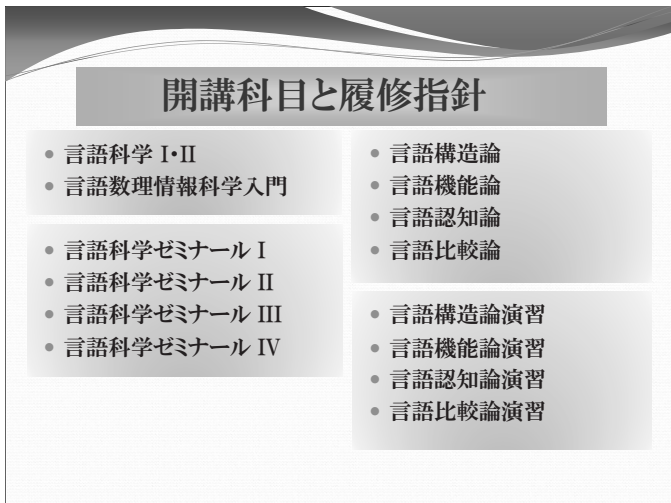 開講科目と履修指針
• 言語科学 I・II
• 言語数理情報科学入門
• 言語科学ゼミナール I
• 言語科学ゼミナール II
• 言語科学ゼミナール III
• 言語科学ゼミナール IV
• 言語構造論
• 言語機能論
• 言語認知論
• 言語比較論
• 言語構造論演習
• 言語機能論演習
• 言語認知論演習
• 言語比較論演習